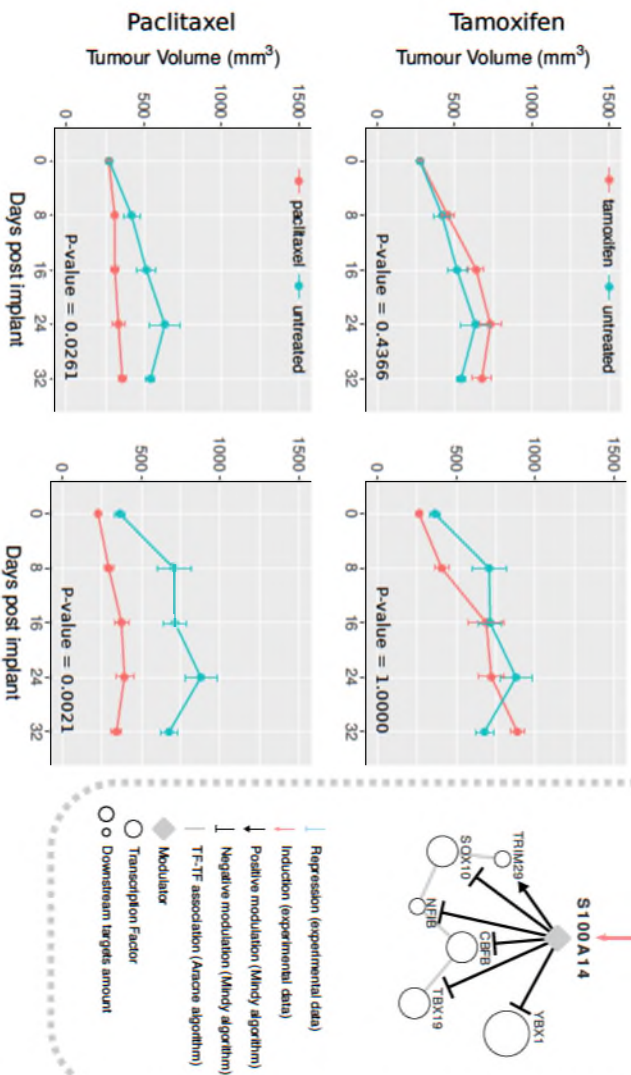 Tamoxifen
Tumour Volume (mm³)
0
500
1000
1500
tamoxifen untreated
P-value = 0.4366
0 8 16 24 32
0
500
1000
1500
P-value = 1.0000
0 8 16 24 32
Paclitaxel
Tumour Volume (mm³)
0
500
1000
1500
paclitaxel untreated
P-value = 0.0261
0 8 16 24 32
Days post implant
0
500
1000
1500
P-value = 0.0021
0 8 16 24 32
Days post implant
S100A14
TRIM29
SOX10
NFIB
CBFB
TBX19
YBX1
Repression (experimental data)
Induction (experimental data)
Positive modulation (Mindy algorithm)
Negative modulation (Mindy algorithm)
TF-TF association (Aracne algorithm)
Modulator
Transcription Factor
Downstream targets amount